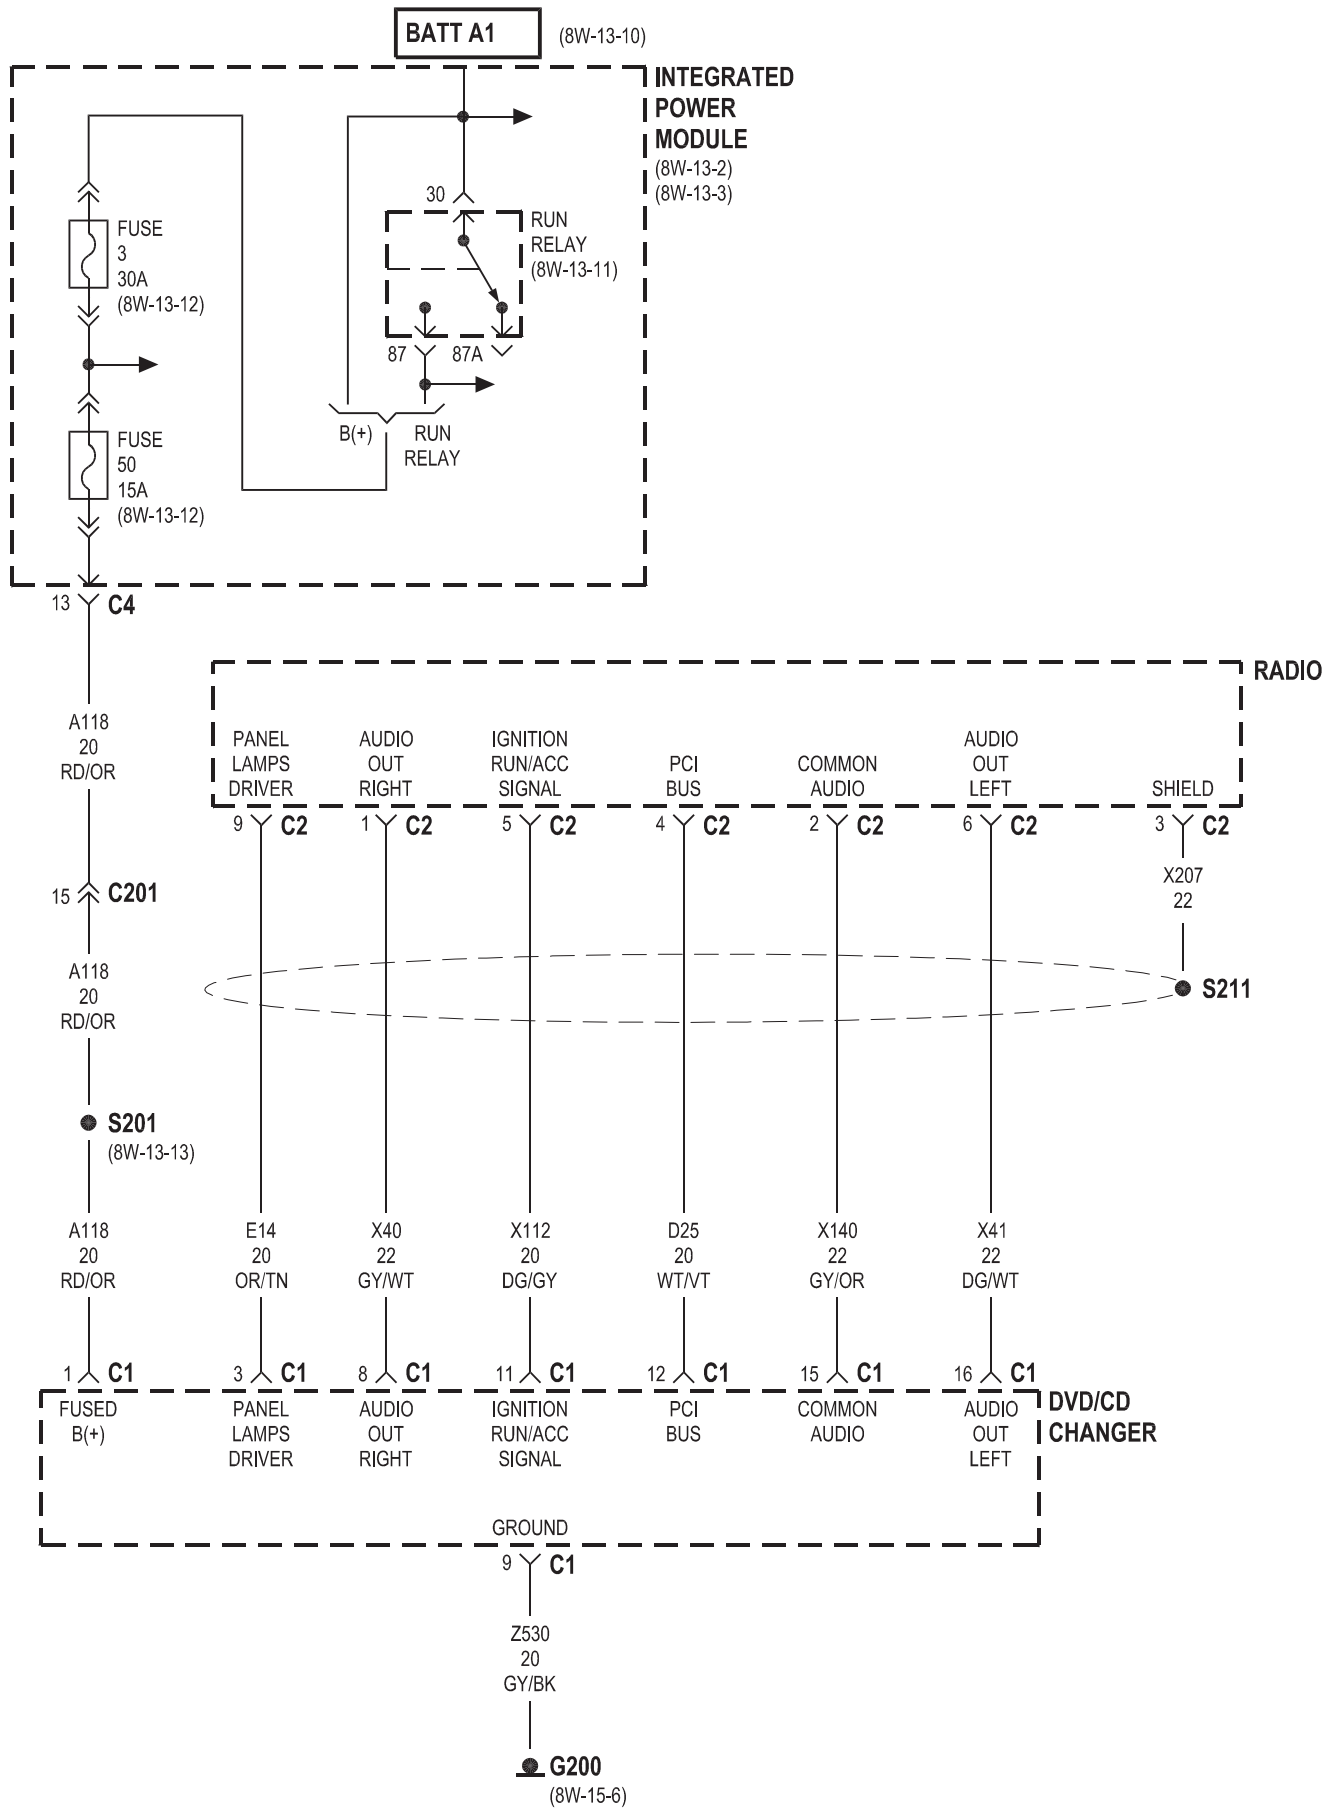 BATT A1
(8W-13-10)
INTEGRATED
POWER
MODULE
(8W-13-2)
(8W-13-3)
30
RUN
RELAY
(8W-13-11)
FUSE
3
30A
(8W-13-12)
87
87A
B(+)
RUN
RELAY
FUSE
50
15A
(8W-13-12)
13
C4
A118
20
RD/OR
RADIO
PANEL
LAMPS
DRIVER
AUDIO
OUT
RIGHT
IGNITION
RUN/ACC
SIGNAL
PCI
BUS
COMMON
AUDIO
AUDIO
OUT
LEFT
SHIELD
9 C2
1 C2
5 C2
4 C2
2 C2
6 C2
3 C2
X207
22
15
C201
A118
20
RD/OR
S211
S201
(8W-13-13)
A118
20
RD/OR
E14
20
OR/TN
X40
22
GY/WT
X112
20
DG/GY
D25
20
WT/VT
X140
22
GY/OR
X41
22
DG/WT
1 C1
3 C1
8 C1
11 C1
12 C1
15 C1
16 C1
DVD/CD
CHANGER
FUSED
B(+)
PANEL
LAMPS
DRIVER
AUDIO
OUT
RIGHT
IGNITION
RUN/ACC
SIGNAL
PCI
BUS
COMMON
AUDIO
AUDIO
OUT
LEFT
GROUND
9 C1
Z530
20
GY/BK
G200
(8W-15-6)